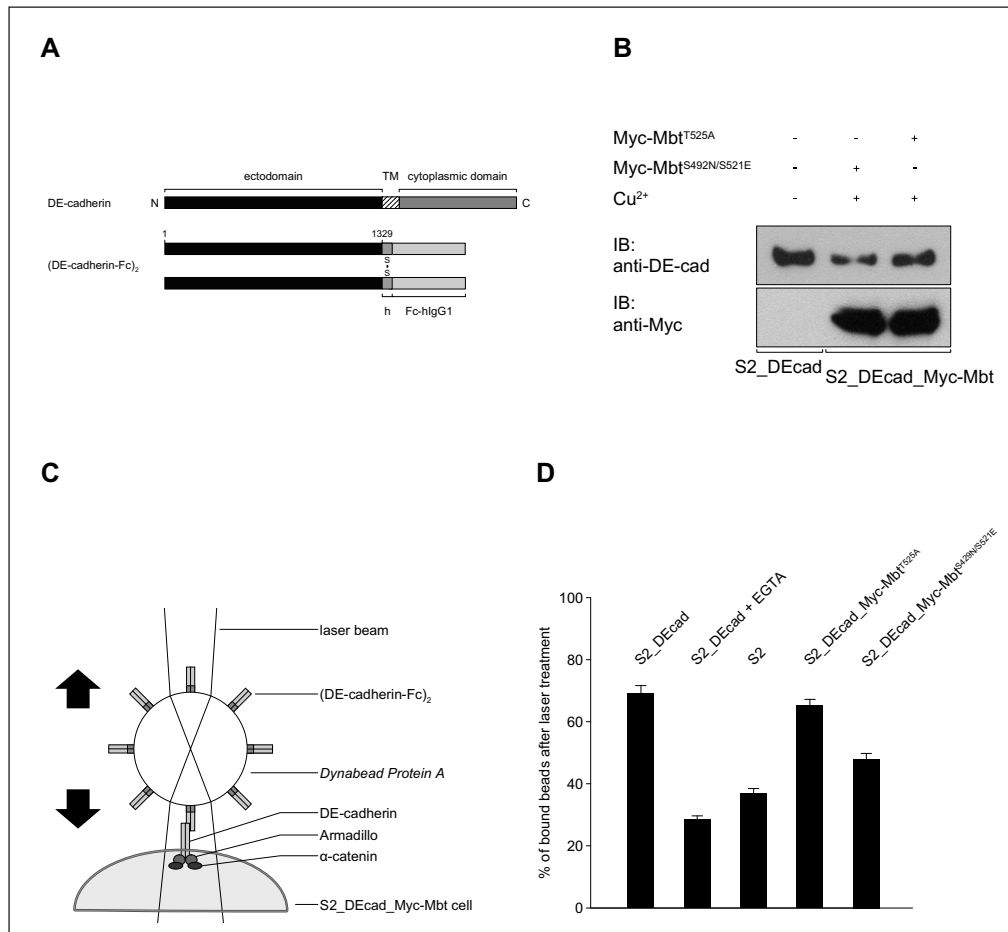 A
ectodomain TM cytoplasmic domain
DE-cadherin N C
1 1329
(DE-cadherin-Fc)2
S
S
h Fc-hIgG1
B
Myc-MbtT525A - - +
Myc-MbtS492N/S521E - + -
Cu2+ - + +
IB:
anti-DE-cad
IB:
anti-Myc
S2_DEcad S2_DEcad_Myc-Mbt
C
laser beam
(DE-cadherin-Fc)2
Dynabead Protein A
DE-cadherin
Armadillo
α-catenin
S2_DEcad_Myc-Mbt cell
D
% of bound beads after laser treatment
100
80
60
40
20
0
S2_DEcad
S2_DEcad + EGTA
S2
S2_DEcad_Myc-MbtT525A
S2_DEcad_Myc-MbtS429N/S521E